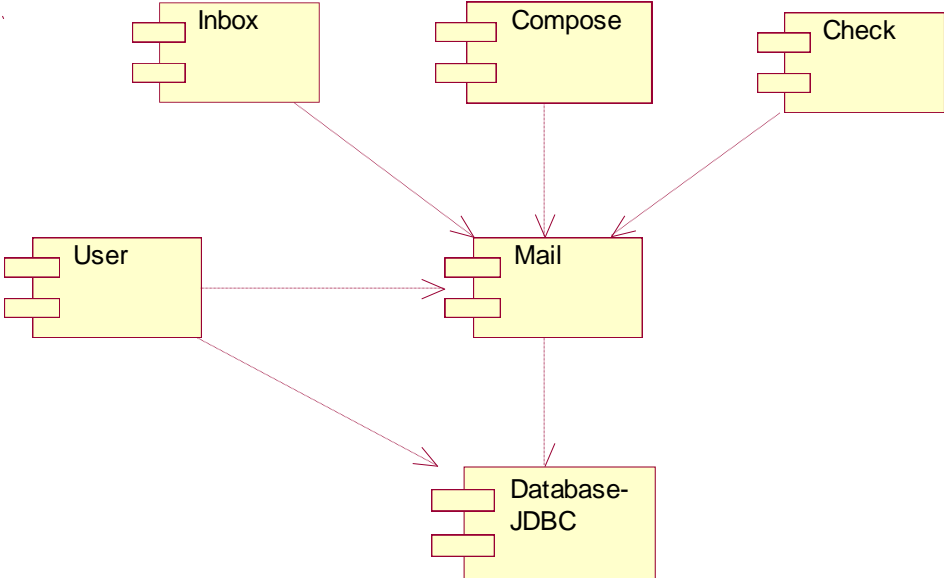 Inbox
Compose
Check
User
Mail
Database-
JDBC